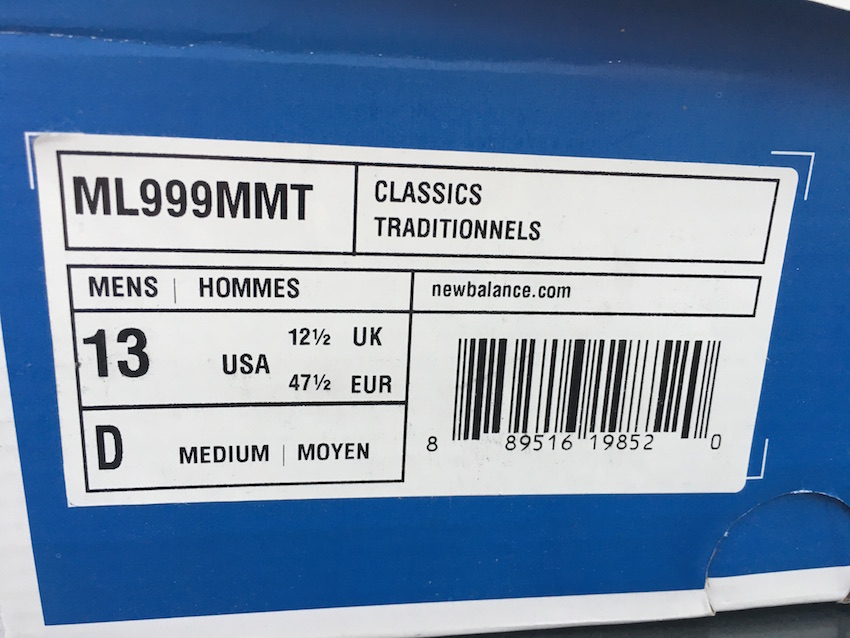 ML999MMT
CLASSICS
TRADITIONNELS
MENS | HOMMES
newbalance.com
13 USA
12½ UK
47½ EUR
D MEDIUM | MOYEN
8 89516 19852 0